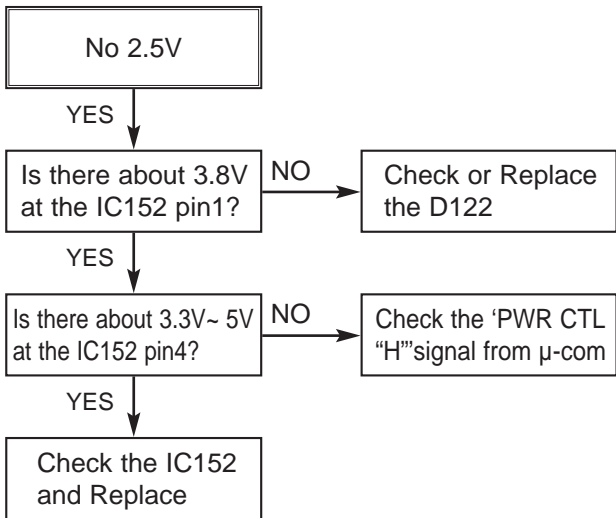 No 2.5V
YES
Is there about 3.8V
at the IC152 pin1?
NO
Check or Replace
the D122
YES
Is there about 3.3V~ 5V
at the IC152 pin4?
NO
Check the ‘PWR CTL
“H”’signal from µ-com
YES
Check the IC152
and Replace